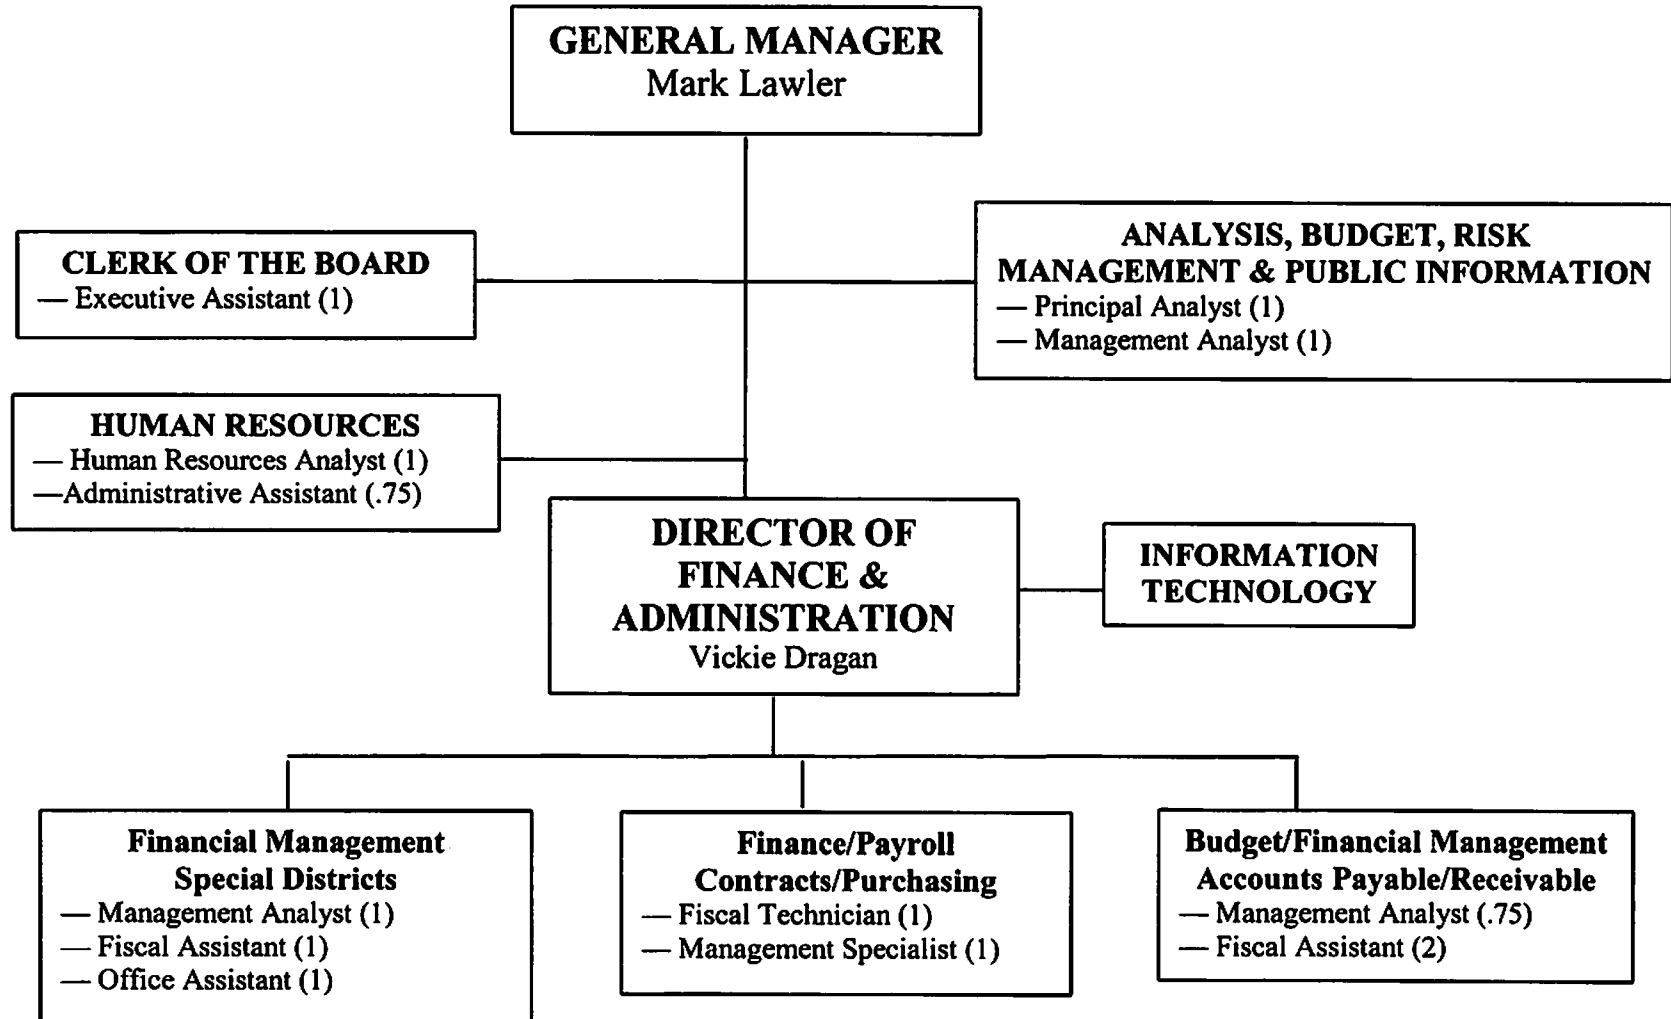 GENERAL MANAGER
Mark Lawler
CLERK OF THE BOARD
— Executive Assistant (1)
ANALYSIS, BUDGET, RISK
MANAGEMENT & PUBLIC INFORMATION
— Principal Analyst (1)
— Management Analyst (1)
HUMAN RESOURCES
— Human Resources Analyst (1)
—Administrative Assistant (.75)
DIRECTOR OF
FINANCE &
ADMINISTRATION
Vickie Dragan
INFORMATION
TECHNOLOGY
Financial Management
Special Districts
— Management Analyst (1)
— Fiscal Assistant (1)
— Office Assistant (1)
Finance/Payroll
Contracts/Purchasing
— Fiscal Technician (1)
— Management Specialist (1)
Budget/Financial Management
Accounts Payable/Receivable
— Management Analyst (.75)
— Fiscal Assistant (2)